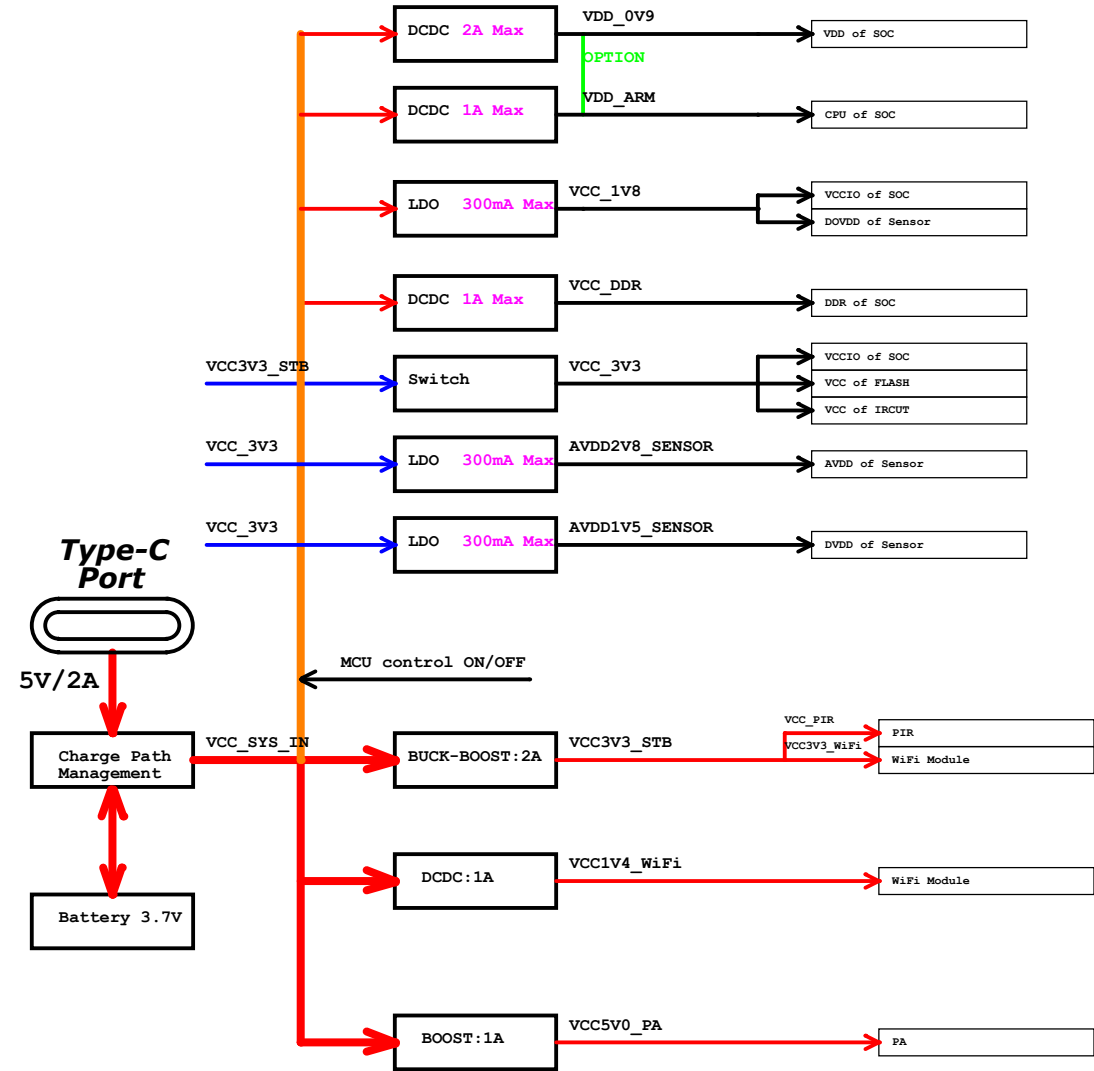 VDD_0V9
DCDC 2A Max
VDD of SOC
OPTION
VDD_ARM
DCDC 1A Max
CPU of SOC
VCC_1V8
LDO 300mA Max
VCCIO of SOC
DOVDD of Sensor
VCC_DDR
DCDC 1A Max
DDR of SOC
VCC3V3_STB
Switch
VCC_3V3
VCCIO of SOC
VCC of FLASH
VCC of IRCUT
VCC_3V3
LDO 300mA Max
AVDD2V8_SENSOR
AVDD of Sensor
VCC_3V3
LDO 300mA Max
AVDD1V5_SENSOR
DVDD of Sensor
Type-C
Port
5V/2A
MCU control ON/OFF
Charge Path
Management
VCC_SYS_IN
BUCK-BOOST:2A
VCC3V3_STB
VCC_PIR
PIR
VCC3V3_WiFi
WiFi Module
DCDC:1A
VCC1V4_WiFi
WiFi Module
Battery 3.7V
BOOST:1A
VCC5V0_PA
PA